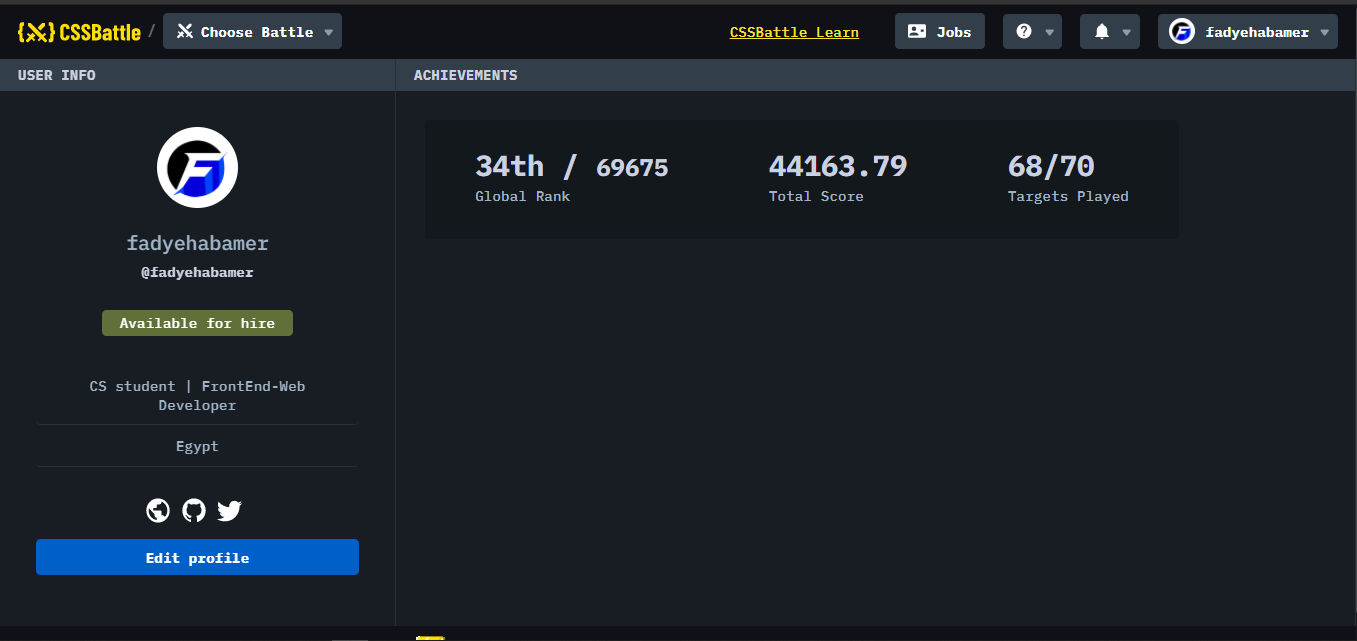 {X} CSSBattle / Choose Battle
CSSBattle Learn
Jobs
fadyehabamer
USER INFO
ACHIEVEMENTS
fadyehabamer
@fadyehabamer
Available for hire
CS student | FrontEnd-Web
Developer
Egypt
Edit profile
34th / 69675
Global Rank
44163.79
Total Score
68/70
Targets Played